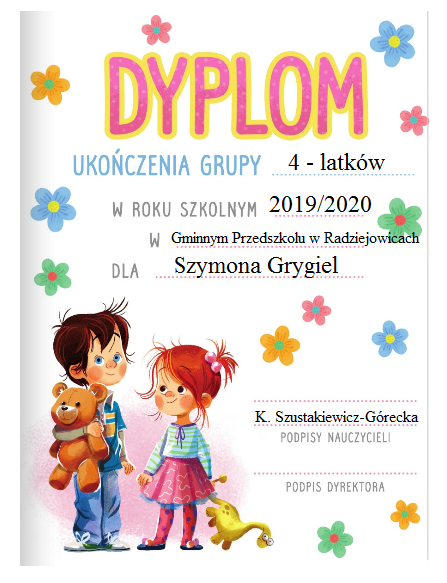 DYPLOM
UKOŃCZENIA GRUPY 4 - latków
W ROKU SZKOLNYM 2019/2020
W Gminnym Przedszkolu w Radziejowicach
DLA Szymona Grygiel
K. Szustakiewicz-Górecka
PODPISY NAUCZYCIELI
PODPIS DYREKTORA